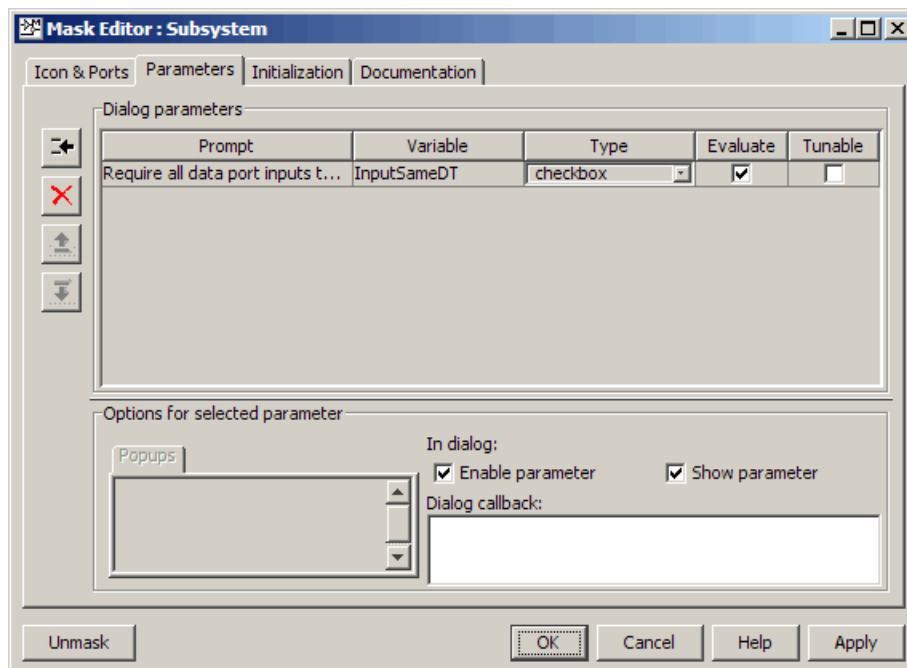 Mask Editor : Subsystem
Icon & Ports Parameters Initialization Documentation
Dialog parameters
Prompt Variable Type Evaluate Tunable
Require all data port inputs t... InputSameDT checkbox
Options for selected parameter
Popups
In dialog:
Enable parameter Show parameter
Dialog callback:
Unmask OK Cancel Help Apply